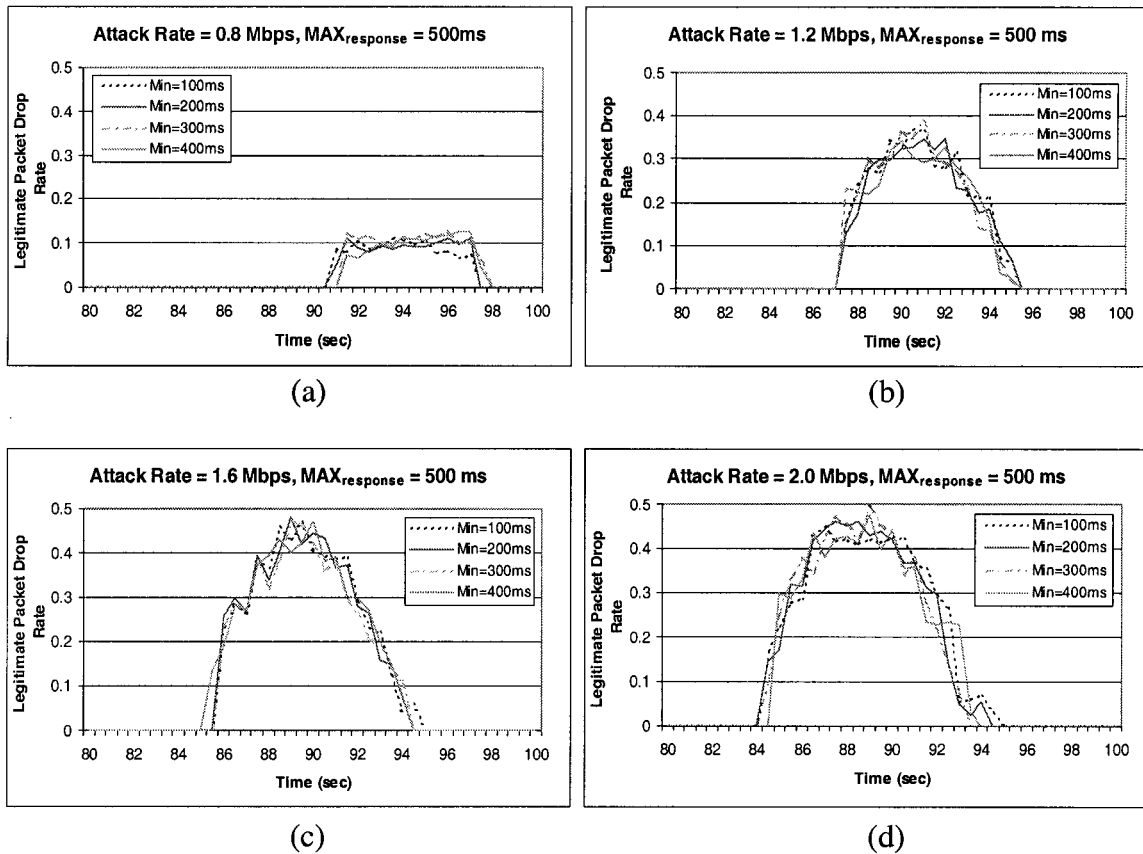 Attack Rate = 0.8 Mbps, MAXresponse = 500ms
Legitimate Packet Drop
Rate
0.5
0.4
0.3
0.2
0.1
0
Min=100ms
Min=200ms
Min=300ms
Min=400ms
80 82 84 86 88 90 92 94 96 98 100
Time (sec)
(a)
Attack Rate = 1.2 Mbps, MAXresponse = 500 ms
Legitimate Packet Drop
Rate
0.5
0.4
0.3
0.2
0.1
0
Min=100ms
Min=200ms
Min=300ms
Min=400ms
80 82 84 86 88 90 92 94 96 98 100
Time (sec)
(b)
Attack Rate = 1.6 Mbps, MAXresponse = 500 ms
Legitimate Packet Drop
Rate
0.5
0.4
0.3
0.2
0.1
0
Min=100ms
Min=200ms
Min=300ms
Min=400ms
80 82 84 86 88 90 92 94 96 98 100
Time (sec)
(c)
Attack Rate = 2.0 Mbps, MAXresponse = 500 ms
Legitimate Packet Drop
Rate
0.5
0.4
0.3
0.2
0.1
0
Min=100ms
Min=200ms
Min=300ms
Min=400ms
80 82 84 86 88 90 92 94 96 98 100
Time (sec)
(d)